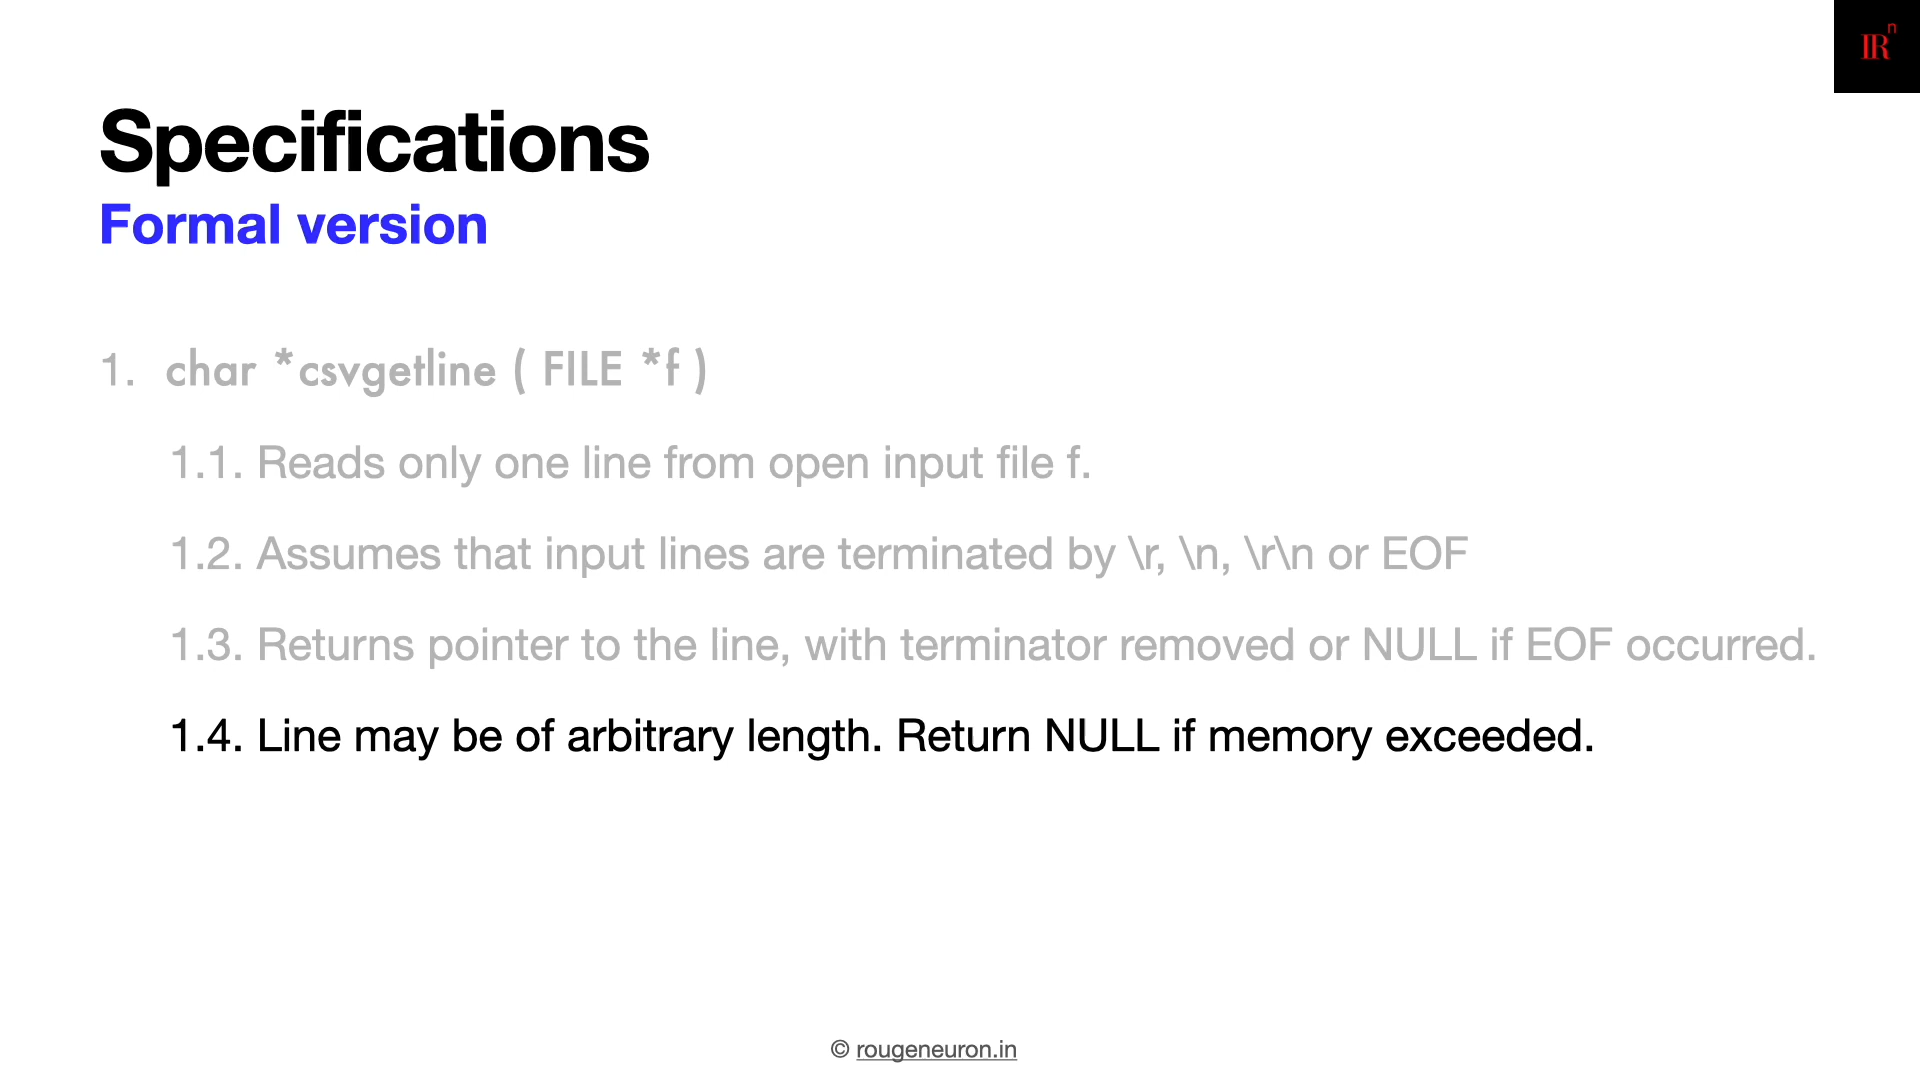 IR n
Specifications
Formal version
1. char *csvgetline ( FILE *f )
1.1. Reads only one line from open input file f.
1.2. Assumes that input lines are terminated by \r, \n, \r\n or EOF
1.3. Returns pointer to the line, with terminator removed or NULL if EOF occurred.
1.4. Line may be of arbitrary length. Return NULL if memory exceeded.
© rougeneuron.in